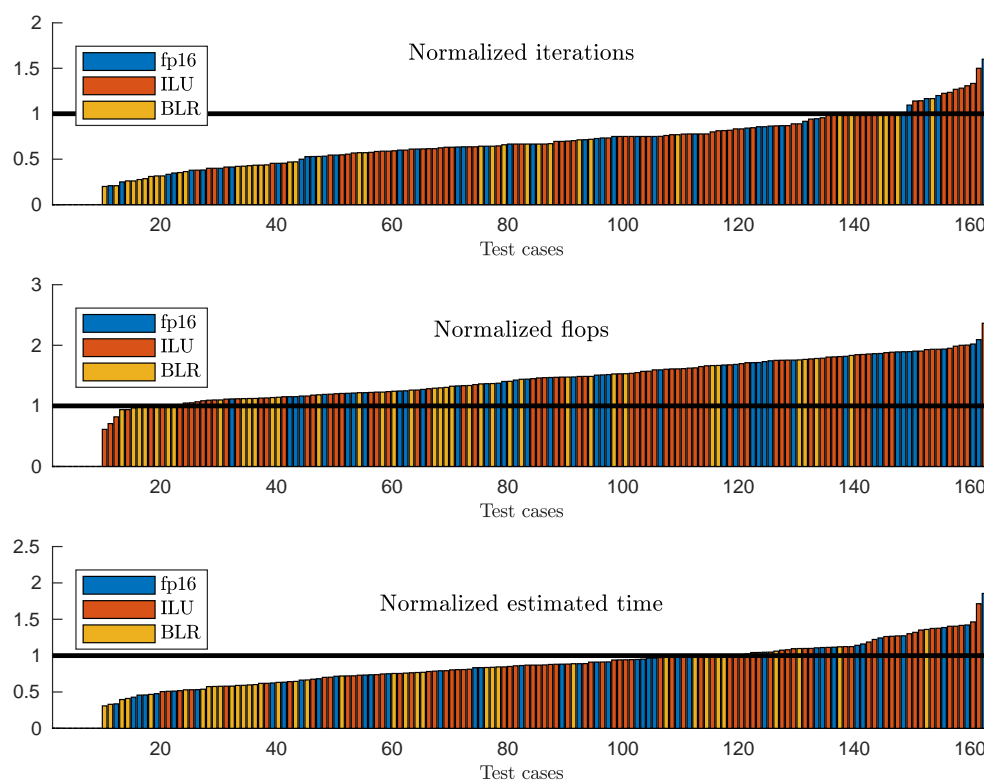 2
1.5
1
0.5
0
Normalized iterations
fp16
ILU
BLR
20 40 60 80 100 120 140 160
Test cases
3
2
1
0
Normalized flops
fp16
ILU
BLR
20 40 60 80 100 120 140 160
Test cases
2.5
2
1.5
1
0.5
0
Normalized estimated time
fp16
ILU
BLR
20 40 60 80 100 120 140 160
Test cases